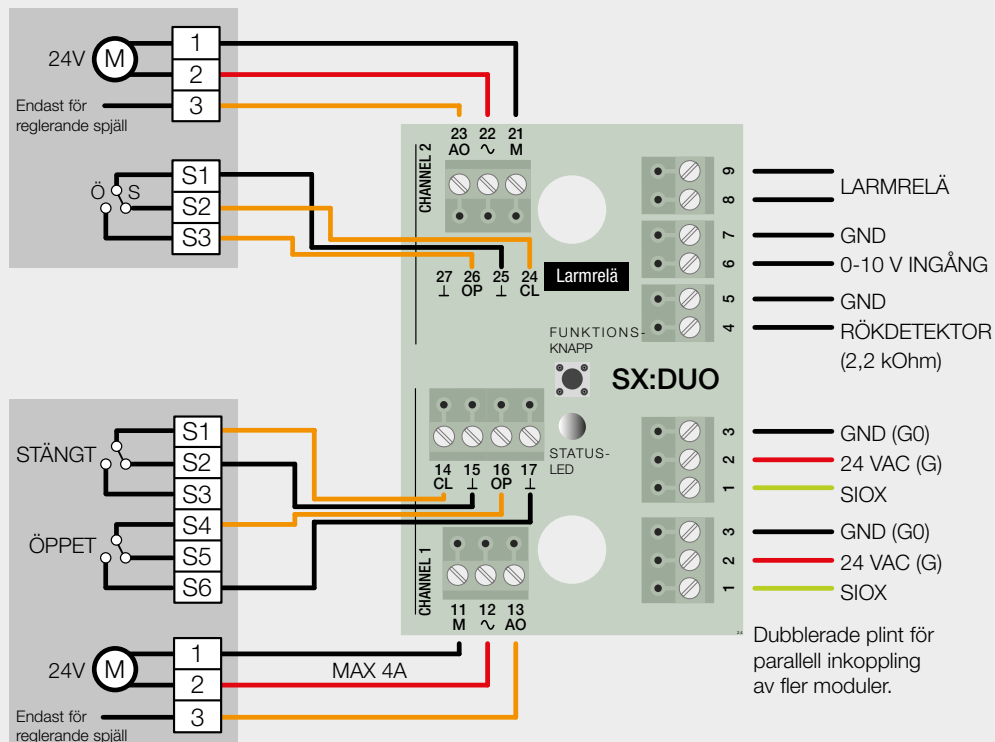 24V
M
1
2
3
Endast för
reglerande spjäll
Ö
S
S1
S2
S3
23
22
21
AO
∿
M
CHANNEL 2
27
26
25
24
⊥
OP
⊥
CL
Larmrelä
9
8
LARMRELÄ
7
GND
6
0-10 V INGÅNG
5
GND
4
RÖKDETEKTOR
(2,2 kOhm)
FUNKTIONS-
KNAPP
SX:DUO
STATUS-
LED
STÄNGT
S1
S2
S3
ÖPPET
S4
S5
S6
14
15
16
17
CL
⊥
OP
⊥
CHANNEL 1
11
12
13
M
∿
AO
3
GND (G0)
2
24 VAC (G)
1
SIOX
3
GND (G0)
2
24 VAC (G)
1
SIOX
Dubblerade plint för
parallell inkoppling
av fler moduler.
24V
M
1
2
3
MAX 4A
Endast för
reglerande spjäll